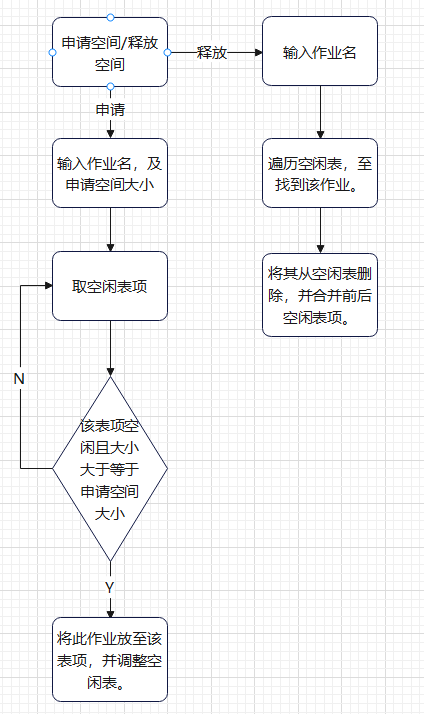 申请空间/释放
空间
释放
输入作业名
申请
输入作业名，及
申请空间大小
遍历空闲表，至
找到该作业。
取空闲表项
将其从空闲表删
除，并合并前后
空闲表项。
N
该表项空
闲且大小
大于等于
申请空间
大小
Y
将此作业放至该
表项，并调整空
闲表。